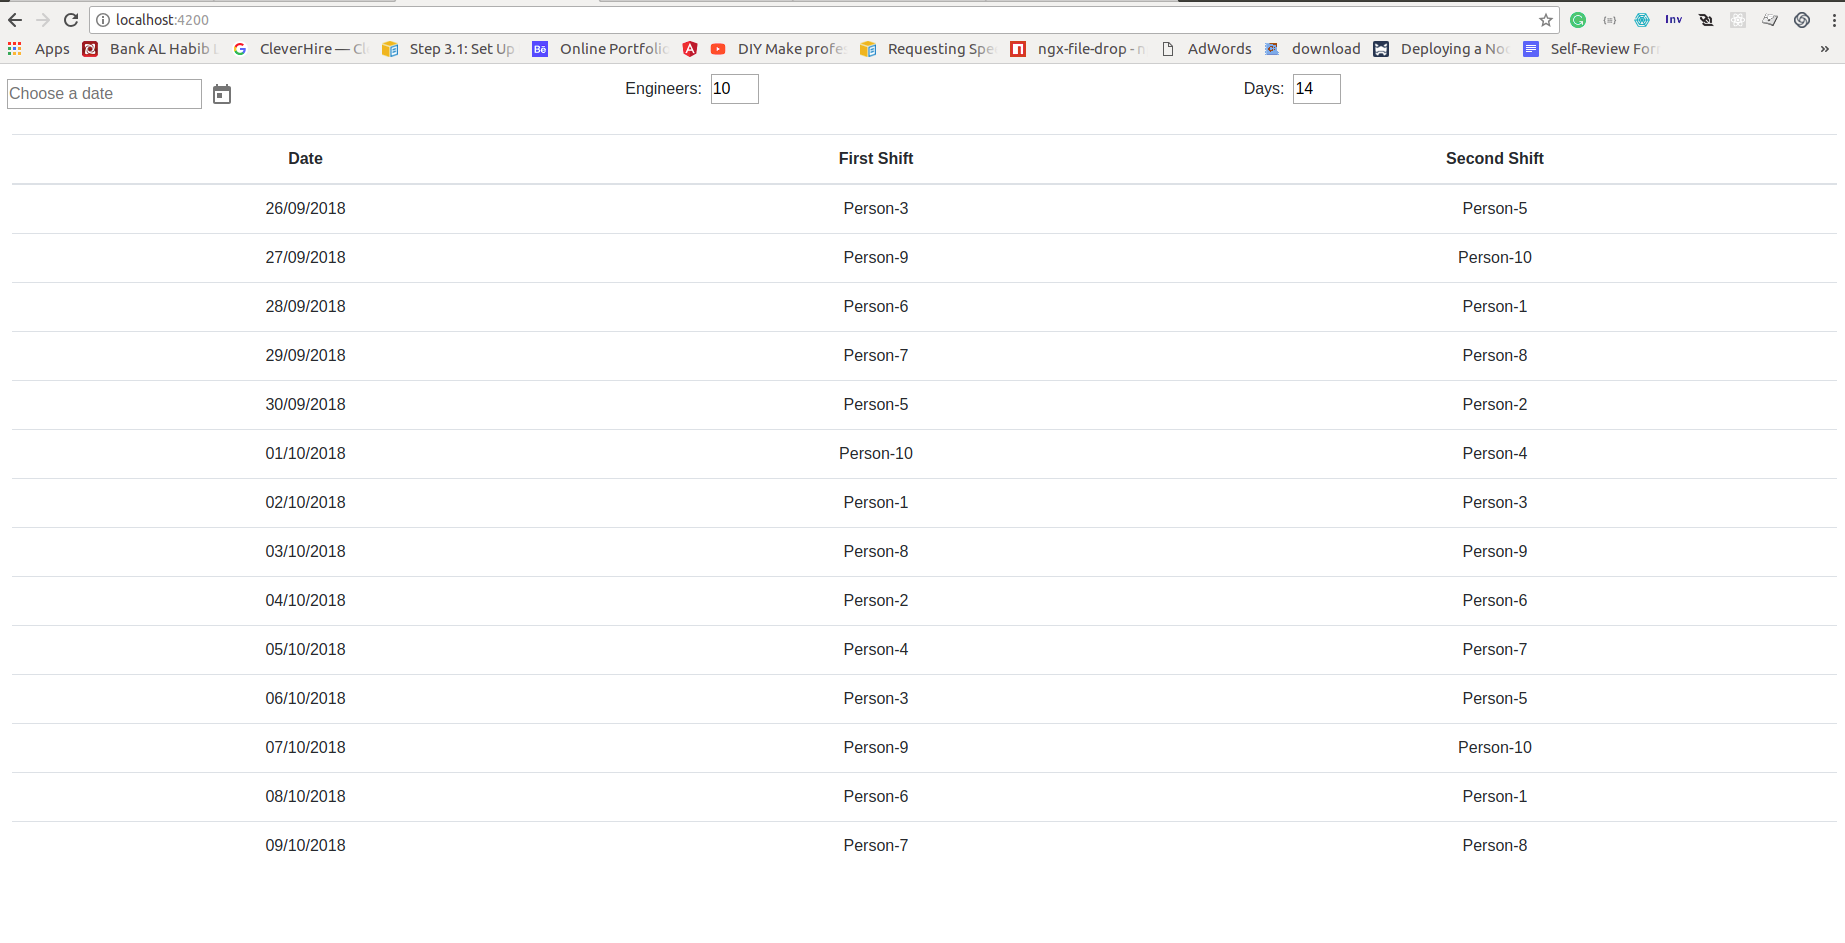 localhost:4200
Inv
Apps Bank AL Habib CleverHire — Step 3.1: Set Up Online Portfolio DIY Make Requesting ngx-file-drop - AdWords download Deploying a Self-Review »
Choose a date Engineers: 10 Days: 14
Date First Shift Second Shift
26/09/2018 Person-3 Person-5
27/09/2018 Person-9 Person-10
28/09/2018 Person-6 Person-1
29/09/2018 Person-7 Person-8
30/09/2018 Person-5 Person-2
01/10/2018 Person-10 Person-4
02/10/2018 Person-1 Person-3
03/10/2018 Person-8 Person-9
04/10/2018 Person-2 Person-6
05/10/2018 Person-4 Person-7
06/10/2018 Person-3 Person-5
07/10/2018 Person-9 Person-10
08/10/2018 Person-6 Person-1
09/10/2018 Person-7 Person-8